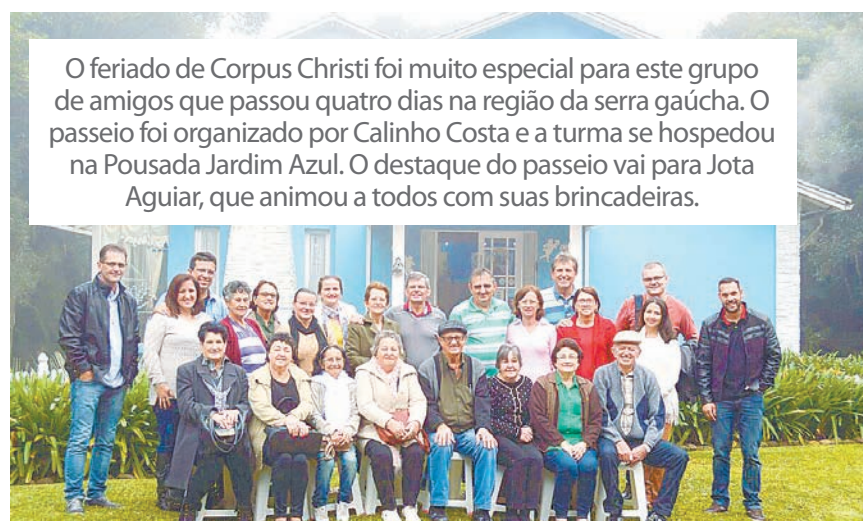 O feriado de Corpus Christi foi muito especial para este grupo
de amigos que passou quatro dias na região da serra gaúcha. O
passeio foi organizado por Calinho Costa e a turma se hospedou
na Pousada Jardim Azul. O destaque do passeio vai para Jota
Aguiar, que animou a todos com suas brincadeiras.